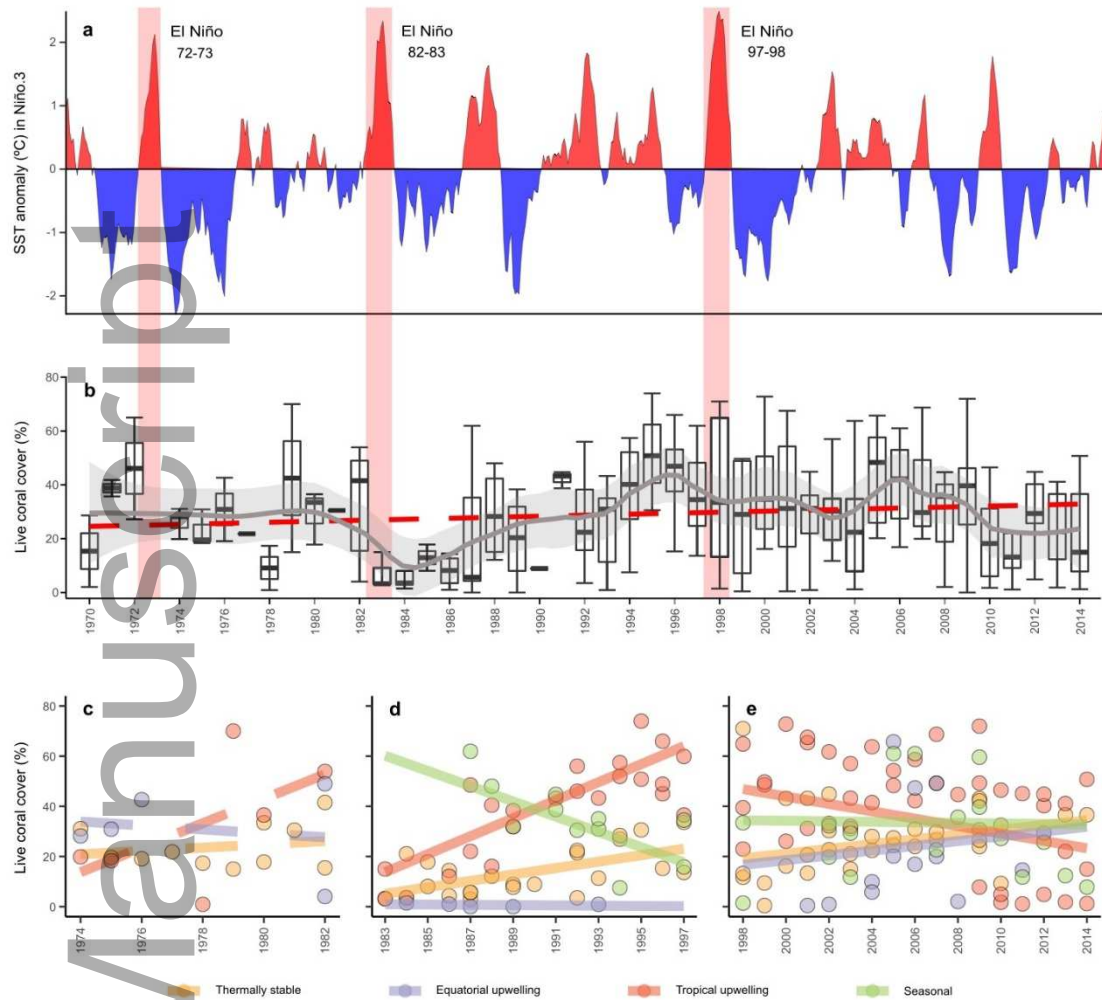 a
El Niño
72-73
El Niño
82-83
El Niño
97-98
SST anomaly (ºC) in Niño.3
2
1
0
-1
-2
b
Live coral cover (%)
80
60
40
20
0
1970 1972 1974 1976 1978 1980 1982 1984 1986 1988 1990 1992 1994 1996 1998 2000 2002 2004 2006 2008 2010 2012 2014
c d e
Live coral cover (%)
80
60
40
20
0
1974 1976 1978 1980 1982
1983 1985 1987 1989 1991 1993 1995 1997
1998 2000 2002 2004 2006 2008 2010 2012 2014
Thermally stable Equatorial upwelling Tropical upwelling Seasonal
Manuscript